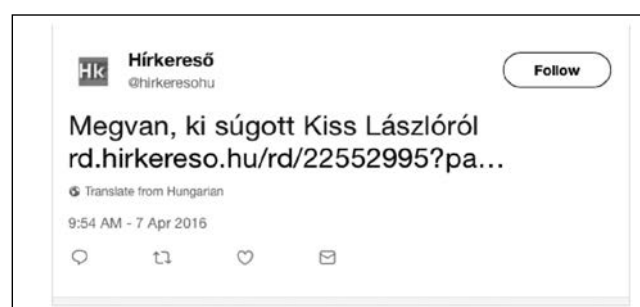 Hk
Hírkereső
@hirkeresohu
Follow
Megvan, ki súgott Kiss Lászlóról
rd.hirkereso.hu/rd/22552995?pa...
Translate from Hungarian
9:54 AM - 7 Apr 2016